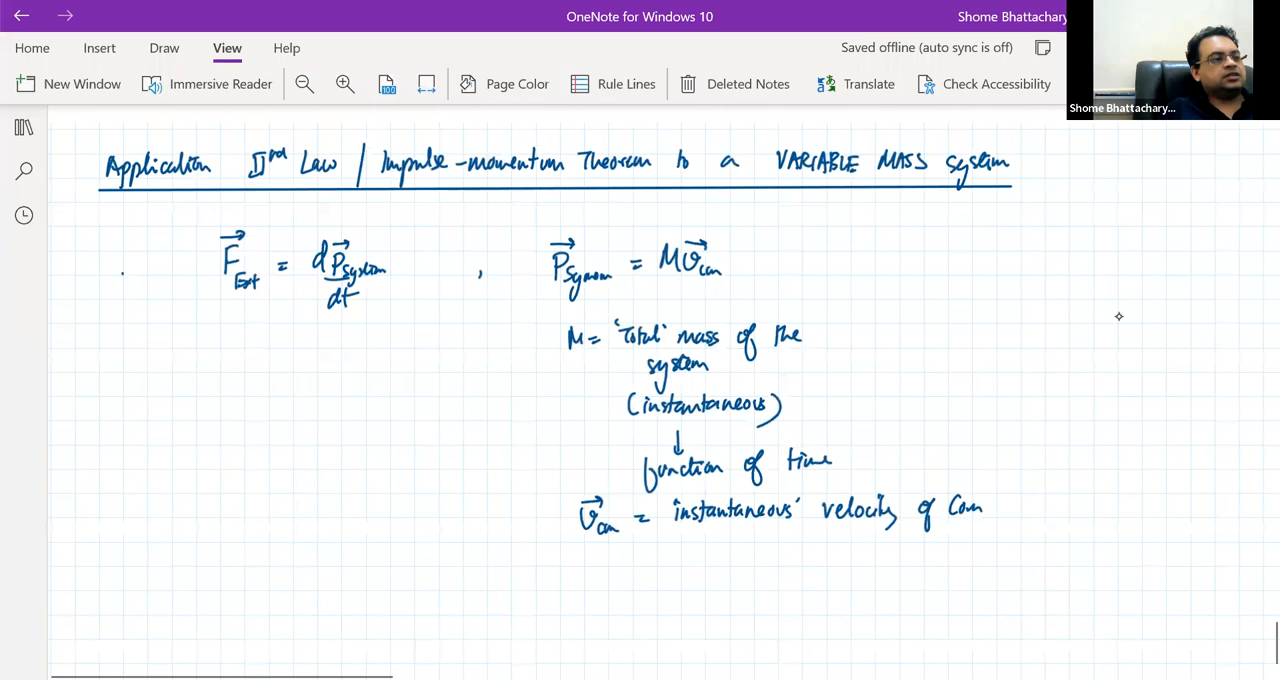 OneNote for Windows 10
Shome Bhattachary
Home Insert Draw View Help
Saved offline (auto sync is off)
New Window Immersive Reader 100 Page Color Rule Lines Deleted Notes Translate Check Accessibility
Shome Bhattachary...
Application IInd Law / Impulse-momentum Theorem to a VARIABLE MASS system
F⃗Ext = dP⃗system/dt , P⃗System = Mv⃗cm
M = 'Total' mass of the
system
(instantaneous)
↓
function of time
v⃗cm = 'instantaneous' velocity of Com